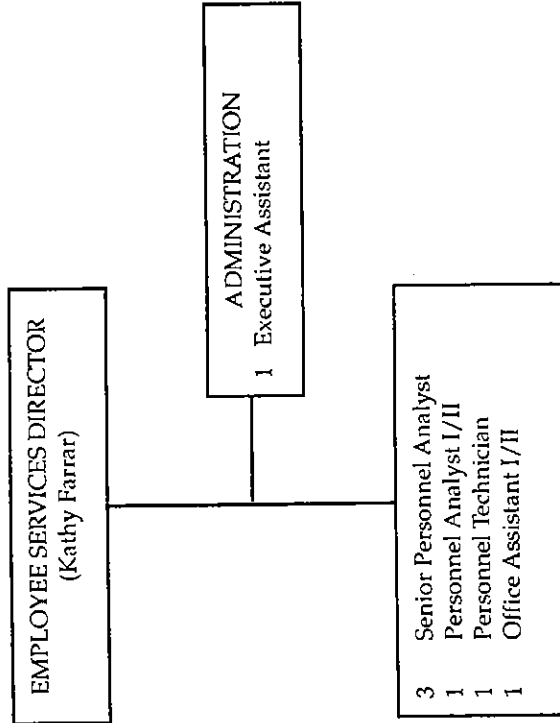 EMPLOYEE SERVICES DIRECTOR
(Kathy Farrar)
ADMINISTRATION
1 Executive Assistant
3 Senior Personnel Analyst
1 Personnel Analyst I/II
1 Personnel Technician
1 Office Assistant I/II